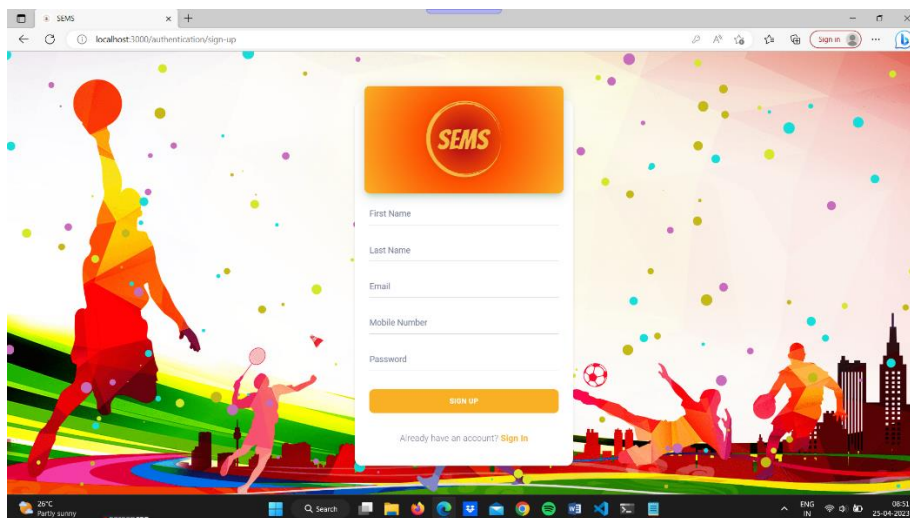 SEMS
localhost:3000/authentication/sign-up
Sign in
SEMS
First Name
Last Name
Email
Mobile Number
Password
SIGN UP
Already have an account? Sign In
26°C
Partly sunny
Search
ENG
IN
08:51
25-04-2023